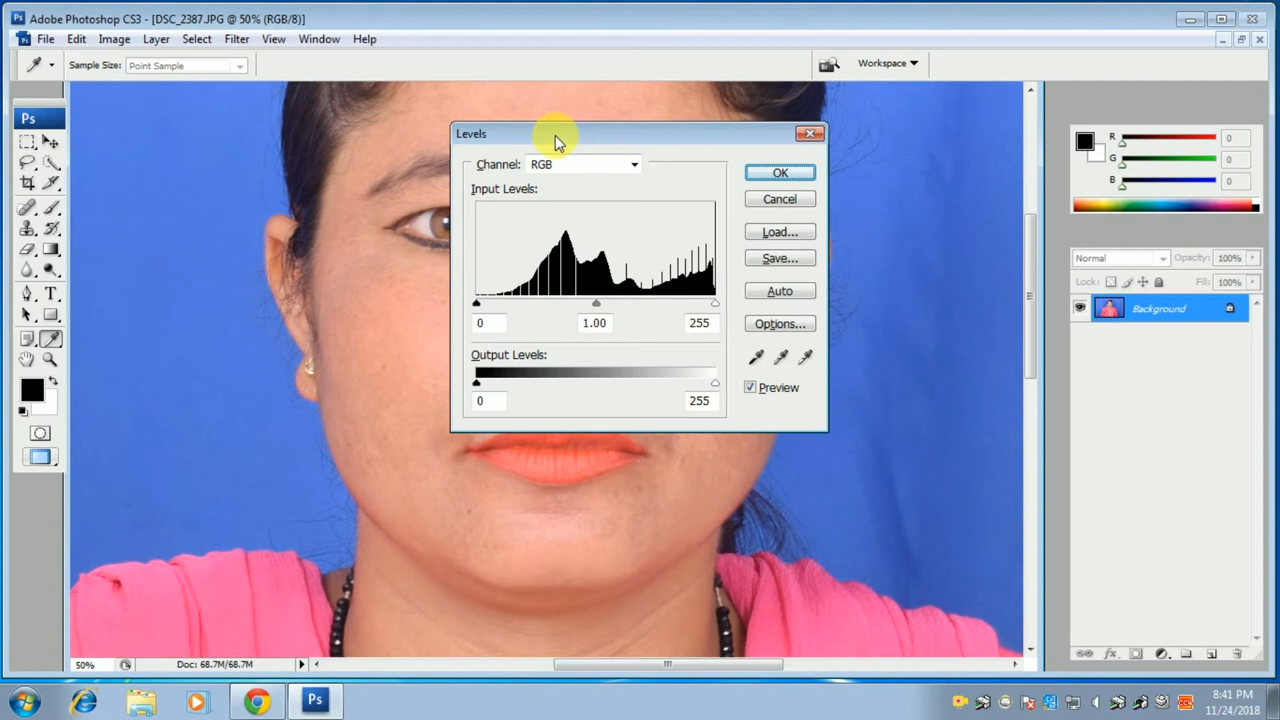 Ps Adobe Photoshop CS3 - [DSC_2387.JPG @ 50% (RGB/8)]
File Edit Image Layer Select Filter View Window Help
Sample Size: Point Sample
Workspace
Ps
Levels
Channel: RGB
Input Levels:
0 1.00 255
Output Levels:
0 255
OK
Cancel
Load...
Save...
Auto
Options...
Preview
R 0
G 0
B 0
Normal Opacity: 100%
Lock: Fill: 100%
Background
T
50% Doc: 68.7M/68.7M
Ps
8:41 PM
11/24/2018